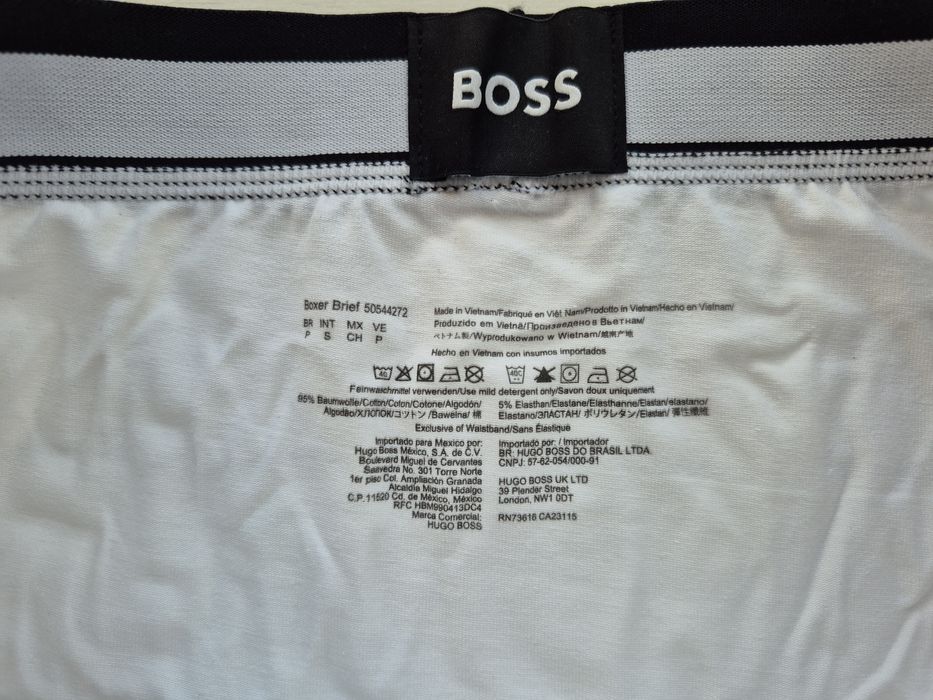 BOSS
Boxer Brief 50544272
BR INT MX VE
P S CH P
Made in Vietnam/Fabriqué en Viêt Nam/Prodotto in Vietnam/Hecho en Vietnam/
Produzido em Vietnã/Произведено в Вьетнам/
ベトナム製/Wyprodukowano w Wietnam/越南产地
Hecho en Vietnam con insumos importados
40 40C
Feinwaschmittel verwenden/Use mild detergent only/Savon doux uniquement
95% Baumwolle/Cotton/Coton/Cotone/Algodón/
Algodão/ХЛОПОК/コットン/Bawełna/ 棉
5% Elasthan/Elastane/Elasthanne/Elastan/elastano/
Elastano/ЭЛАСТАН/ ポリウレタン/Elastan/ 弹性纤维
Exclusive of Waistband/Sans Élastique
Importado para Mexico por:
Hugo Boss México, S.A. de C.V.
Boulevard Miguel de Cervantes
Saavedra No. 301 Torre Norte
1er piso Col. Ampliación Granada
Alcaldía Miguel Hidalgo
C.P. 11520 Cd. de México, México
RFC HBM990413DC4
Marca Comercial:
HUGO BOSS
Importado por: / Importador
BR: HUGO BOSS DO BRASIL LTDA
CNPJ: 57-62-054/000-91
HUGO BOSS UK LTD
39 Plender Street
London, NW1 0DT
RN73618 CA23115